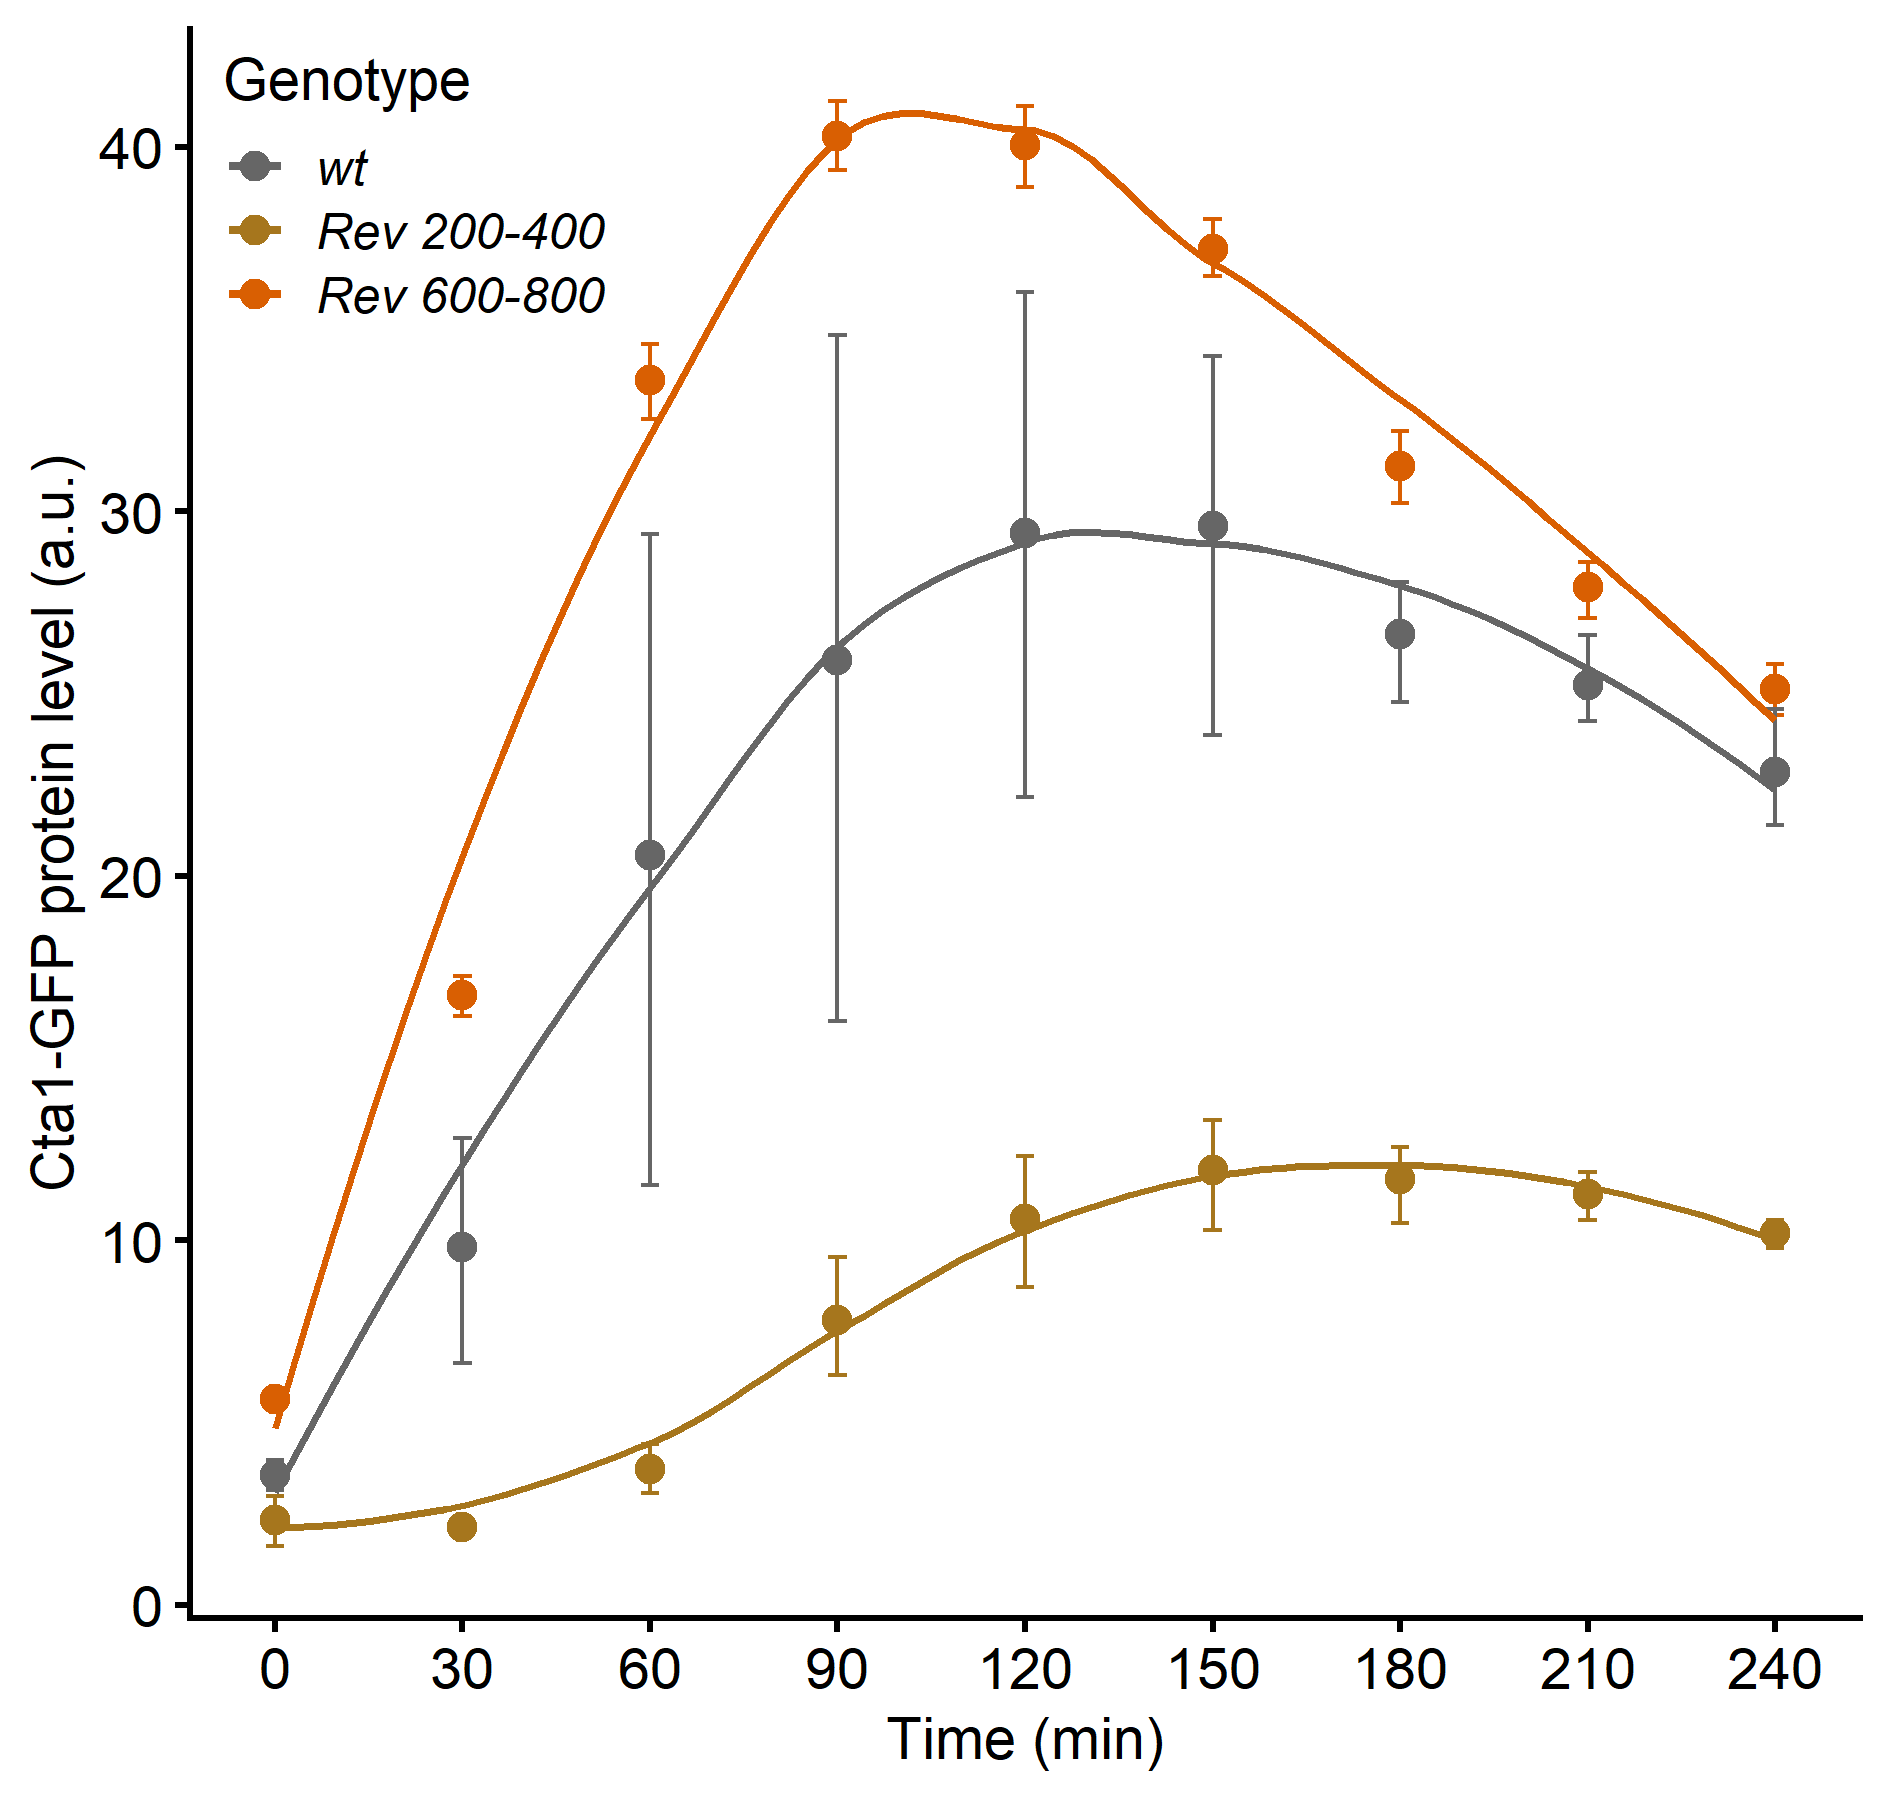 Genotype
wt
Rev 200-400
Rev 600-800
Cta1-GFP protein level (a.u.)
40
30
20
10
0
0 30 60 90 120 150 180 210 240
Time (min)